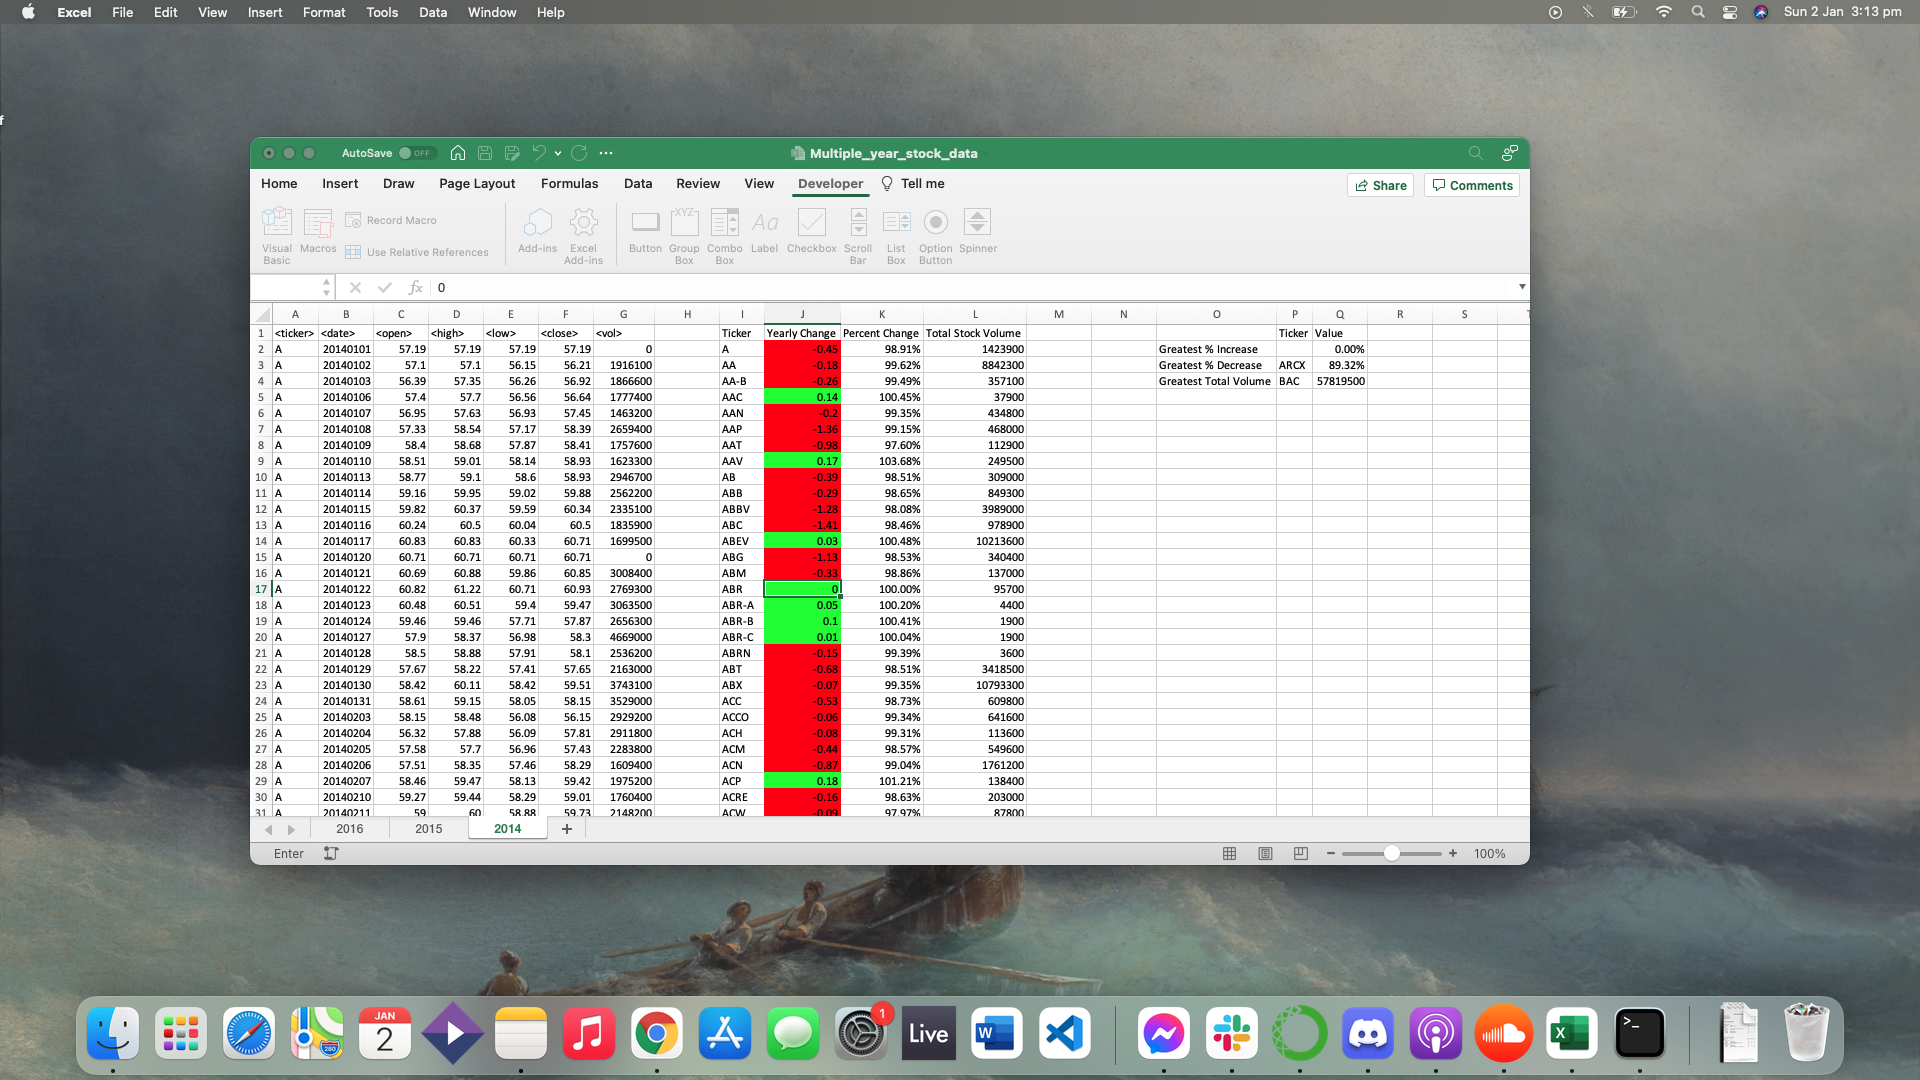 Excel File Edit View Insert Format Tools Data Window Help Sun 2 Jan 3:13 pm
f
AutoSave OFF Multiple_year_stock_data
Home Insert Draw Page Layout Formulas Data Review View Developer Tell me Share Comments
Visual Basic Macros Record Macro Use Relative References Add-ins Excel Add-ins Button Group Box Combo Box Label Checkbox Scroll Bar List Box Option Button Spinner
XYZ Aa
fx 0
A B C D E F G H I J K L M N O P Q R S T
1 <ticker> <date> <open> <high> <low> <close> <vol> Ticker Yearly Change Percent Change Total Stock Volume Ticker Value
2 A 20140101 57.19 57.19 57.19 57.19 0 A -0.45 98.91% 1423900 Greatest % Increase 0.00%
3 A 20140102 57.1 57.1 56.15 56.21 1916100 AA -0.18 99.62% 8842300 Greatest % Decrease ARCX 89.32%
4 A 20140103 56.39 57.35 56.26 56.92 1866600 AA-B -0.26 99.49% 357100 Greatest Total Volume BAC 57819500
5 A 20140106 57.4 57.7 56.56 56.64 1777400 AAC 0.14 100.45% 37900
6 A 20140107 56.95 57.63 56.93 57.45 1463200 AAN -0.2 99.35% 434800
7 A 20140108 57.33 58.54 57.17 58.39 2659400 AAP -1.36 99.15% 468000
8 A 20140109 58.4 58.68 57.87 58.41 1757600 AAT -0.98 97.60% 112900
9 A 20140110 58.51 59.01 58.14 58.93 1623300 AAV 0.17 103.68% 249500
10 A 20140113 58.77 59.1 58.6 58.93 2946700 AB -0.39 98.51% 309000
11 A 20140114 59.16 59.95 59.02 59.88 2562200 ABB -0.29 98.65% 849300
12 A 20140115 59.82 60.37 59.59 60.34 2335100 ABBV -1.28 98.08% 3989000
13 A 20140116 60.24 60.5 60.04 60.5 1835900 ABC -1.41 98.46% 978900
14 A 20140117 60.83 60.83 60.33 60.71 1699500 ABEV 0.03 100.48% 10213600
15 A 20140120 60.71 60.71 60.71 60.71 0 ABG -1.13 98.53% 340400
16 A 20140121 60.69 60.88 59.86 60.85 3008400 ABM -0.33 98.86% 137000
17 A 20140122 60.82 61.22 60.71 60.93 2769300 ABR 0 100.00% 95700
18 A 20140123 60.48 60.51 59.4 59.47 3063500 ABR-A 0.05 100.20% 4400
19 A 20140124 59.46 59.46 57.71 57.87 2656300 ABR-B 0.1 100.41% 1900
20 A 20140127 57.9 58.37 56.98 58.3 4669000 ABR-C 0.01 100.04% 1900
21 A 20140128 58.5 58.88 57.91 58.1 2536200 ABRN -0.15 99.39% 3600
22 A 20140129 57.67 58.22 57.41 57.65 2163000 ABT -0.68 98.51% 3418500
23 A 20140130 58.42 60.11 58.42 59.51 3743100 ABX -0.07 99.35% 10793300
24 A 20140131 58.61 59.15 58.05 58.15 3529000 ACC -0.53 98.73% 609800
25 A 20140203 58.15 58.48 56.08 56.15 2929200 ACCO -0.06 99.34% 641600
26 A 20140204 56.32 57.88 56.09 57.81 2911800 ACH -0.08 99.31% 113600
27 A 20140205 57.58 57.7 56.96 57.43 2283800 ACM -0.44 98.57% 549600
28 A 20140206 57.51 58.35 57.46 58.29 1609400 ACN -0.87 99.04% 1761200
29 A 20140207 58.46 59.47 58.13 59.42 1975200 ACP 0.18 101.21% 138400
30 A 20140210 59.27 59.44 58.29 59.01 1760400 ACRE -0.16 98.63% 203000
31 A 20140211 59 60 58.88 59.73 2148200 ACW -0.09 97.97% 87800
2016 2015 2014
Enter 100%
280 JAN 2 1 Live W X >_